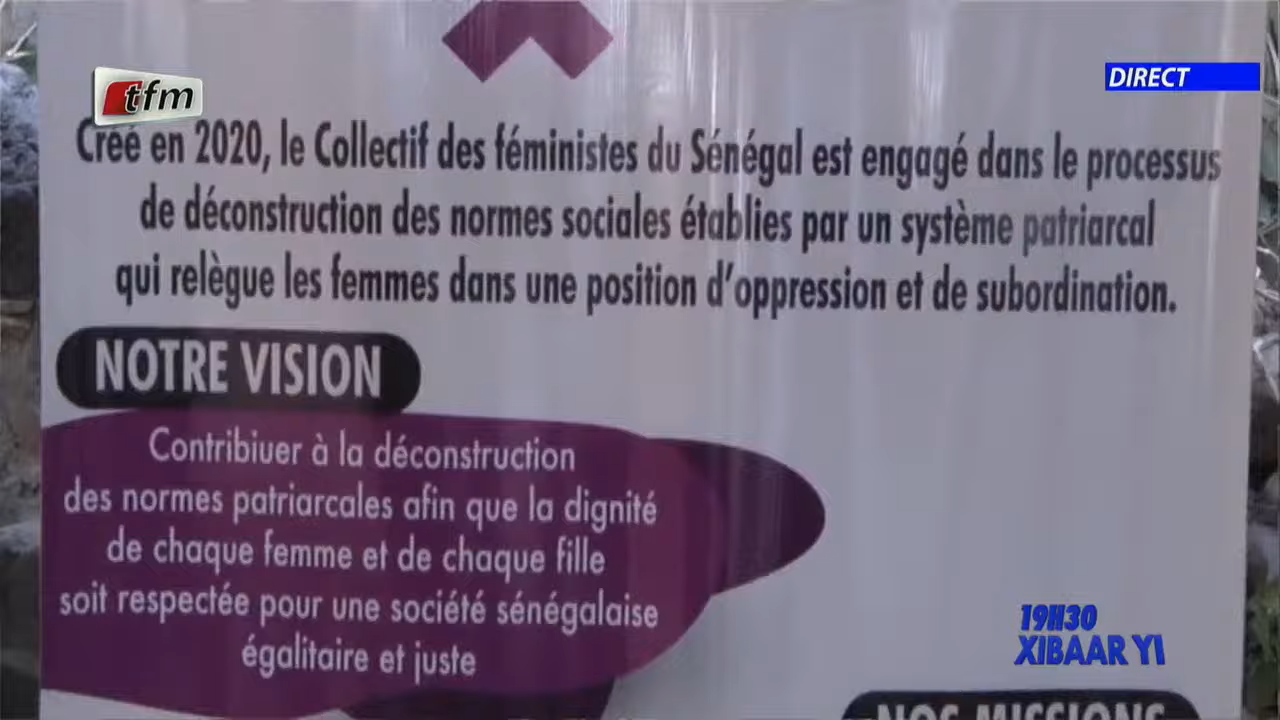 tfm
DIRECT
Créé en 2020, le Collectif des féministes du Sénégal est engagé dans le processus
de déconstruction des normes sociales établies par un système patriarcal
qui relègue les femmes dans une position d'oppression et de subordination.
NOTRE VISION
Contribiuer à la déconstruction
des normes patriarcales afin que la dignité
de chaque femme et de chaque fille
soit respectée pour une société sénégalaise
égalitaire et juste
19H30
XIBAAR YI
NOS MISSIONS